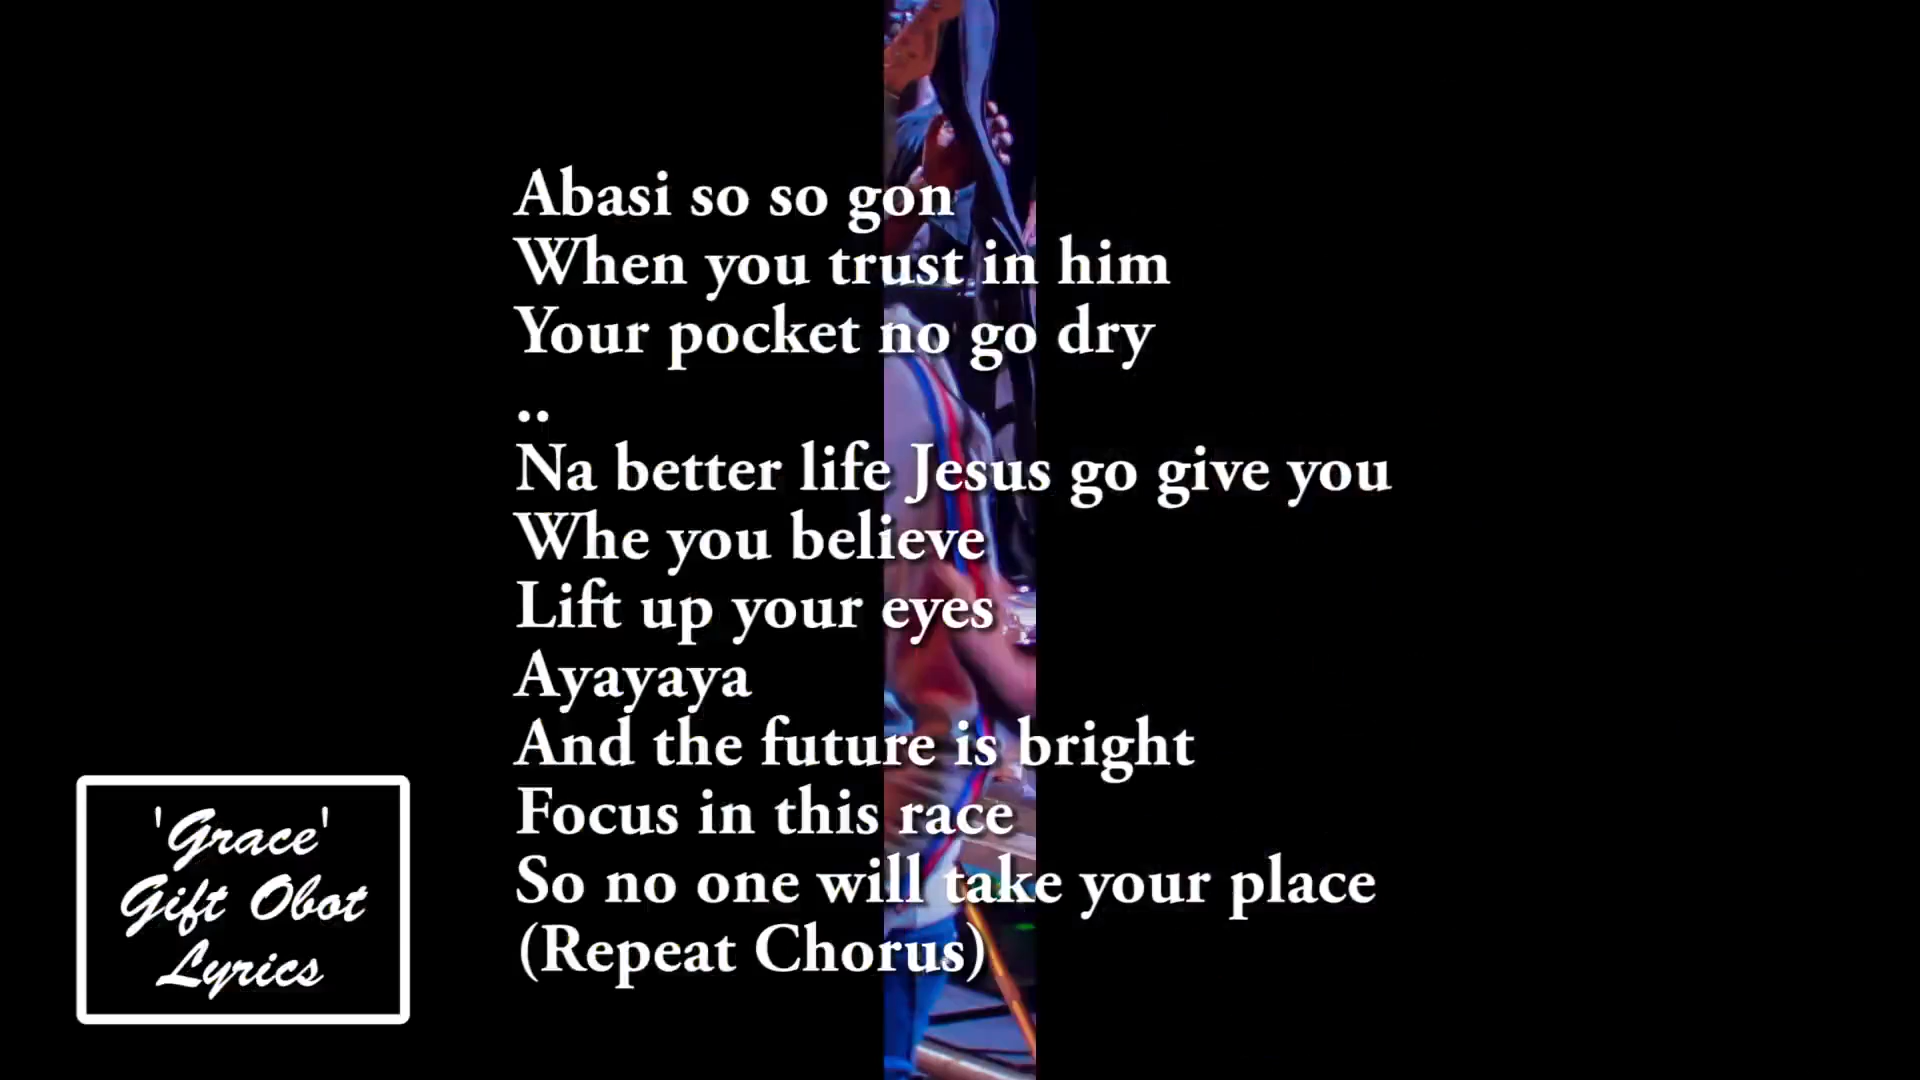 Abasi so so gon
When you trust in him
Your pocket no go dry
..
Na better life Jesus go give you
Whe you believe
Lift up your eyes
Ayayaya
And the future is bright
Focus in this race
So no one will take your place
(Repeat Chorus)
'Grace'
Gift Obot
Lyrics